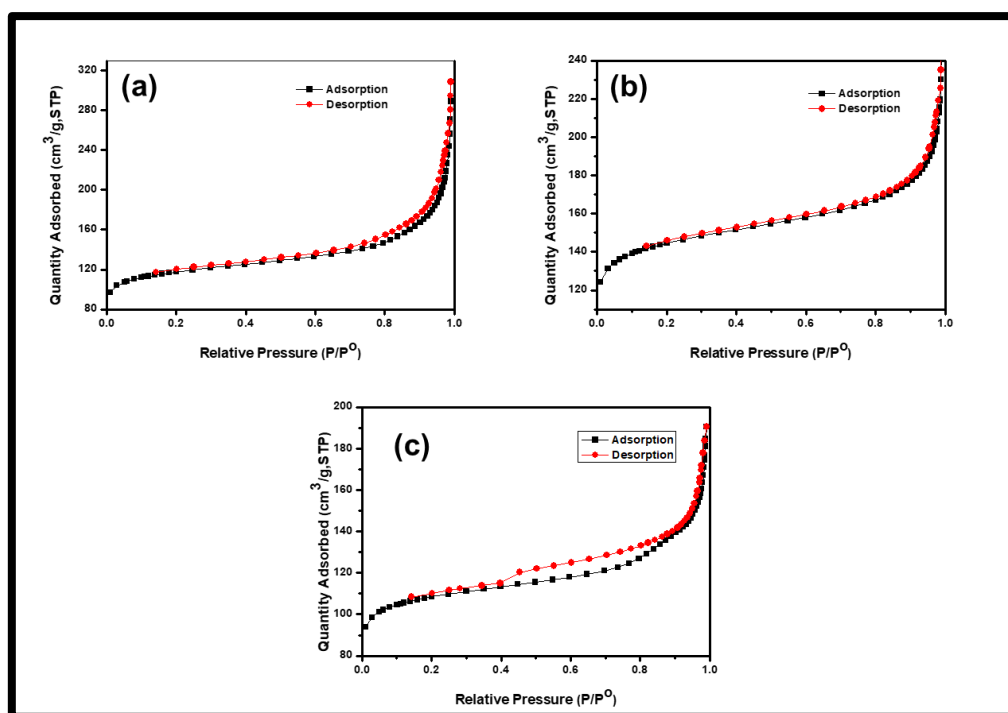 (a)
Adsorption
Desorption
320
280
240
200
160
120
80
0.0 0.2 0.4 0.6 0.8 1.0
Quantity Adsorbed (cm³/g,STP)
Relative Pressure (P/P⁰)
(b)
Adsorption
Desorption
240
220
200
180
160
140
120
0.0 0.2 0.4 0.6 0.8 1.0
Quantity Adsorbed (cm³/g,STP)
Relative Pressure (P/P⁰)
(c)
Adsorption
Desorption
200
180
160
140
120
100
80
0.0 0.2 0.4 0.6 0.8 1.0
Quantity Adsorbed (cm³/g,STP)
Relative Pressure (P/P⁰)